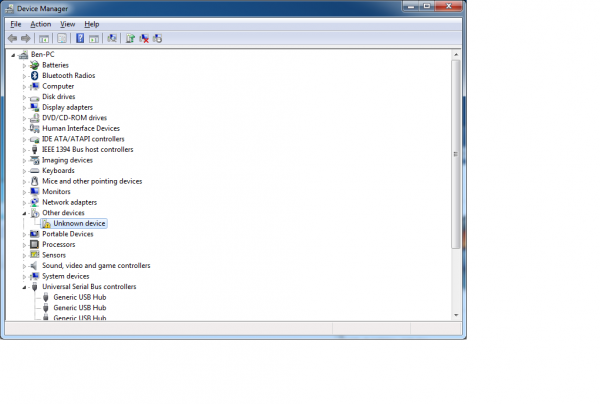 Device Manager
File Action View Help
Ben-PC
Batteries
Bluetooth Radios
Computer
Disk drives
Display adapters
DVD/CD-ROM drives
Human Interface Devices
IDE ATA/ATAPI controllers
IEEE 1394 Bus host controllers
Imaging devices
Keyboards
Mice and other pointing devices
Monitors
Network adapters
Other devices
Unknown device
Portable Devices
Processors
Sensors
Sound, video and game controllers
System devices
Universal Serial Bus controllers
Generic USB Hub
Generic USB Hub
Generic USB Hub